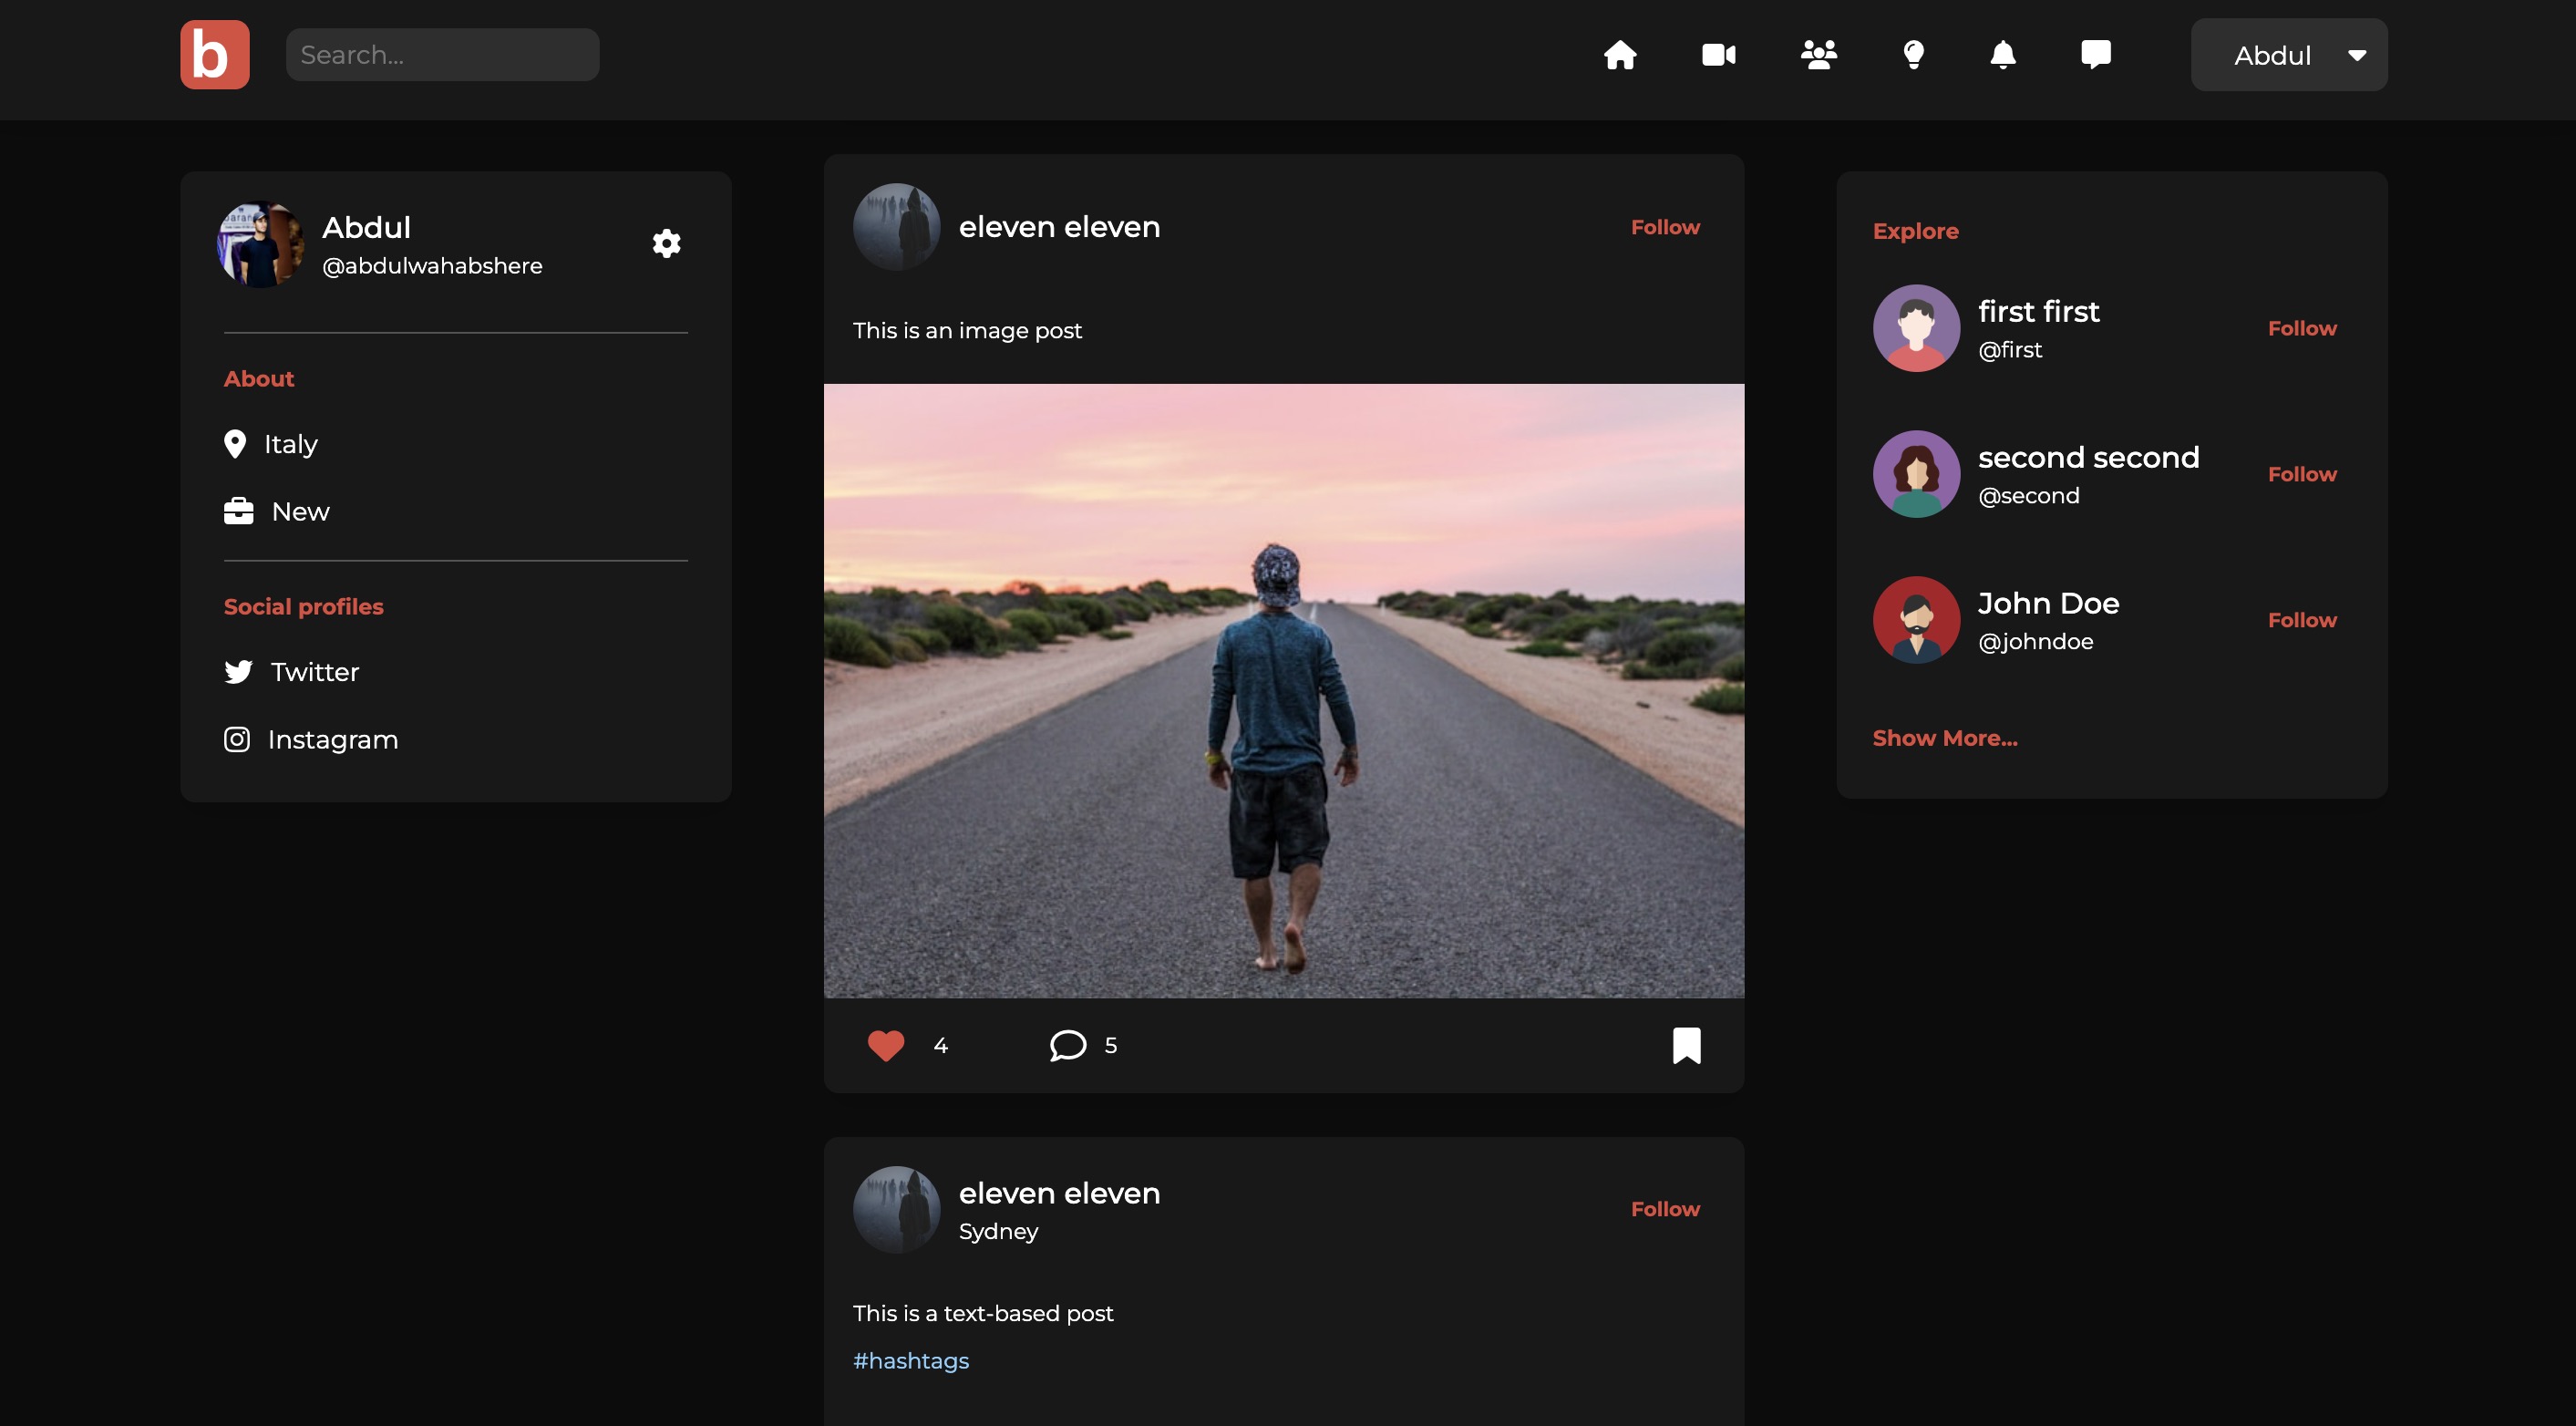 b
Search...
Abdul
Abdul
@abdulwahabshere
About
Italy
New
Social profiles
Twitter
Instagram
eleven eleven
Follow
This is an image post
4
5
eleven eleven
Sydney
Follow
This is a text-based post
#hashtags
Explore
first first
@first
Follow
second second
@second
Follow
John Doe
@johndoe
Follow
Show More...